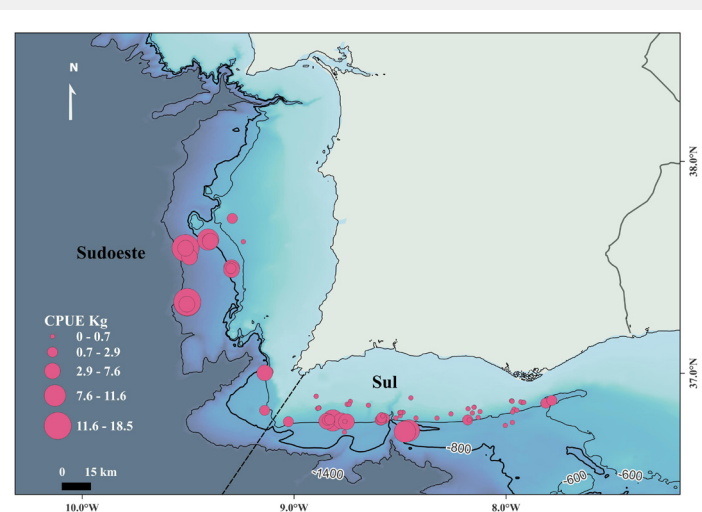 N
38.0°N
Sudoeste
CPUE Kg
0 - 0.7
0.7 - 2.9
2.9 - 7.6
7.6 - 11.6
11.6 - 18.5
37.0°N
Sul
-800
-1400
-600
-600
0 15 km
10.0°W 9.0°W 8.0°W